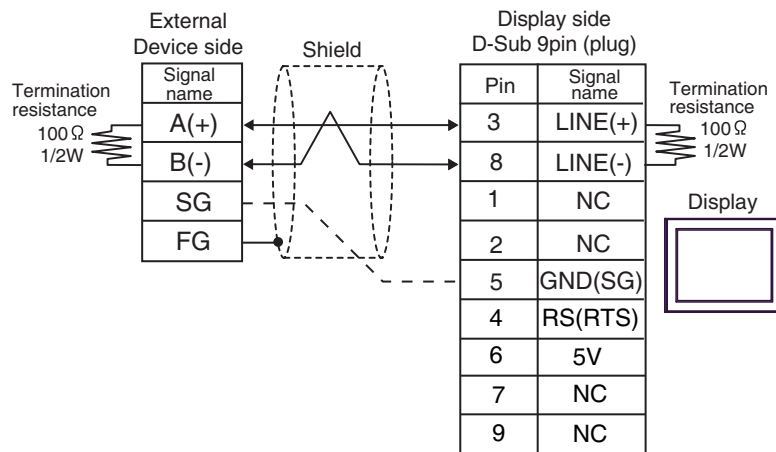 External
Device side
Shield
Display side
D-Sub 9pin (plug)
Termination
resistance
100Ω
1/2W
Signal
name
A(+)
B(-)
SG
FG
Pin
Signal
name
3 LINE(+)
8 LINE(-)
1 NC
2 NC
5 GND(SG)
4 RS(RTS)
6 5V
7 NC
9 NC
Termination
resistance
100Ω
1/2W
Display